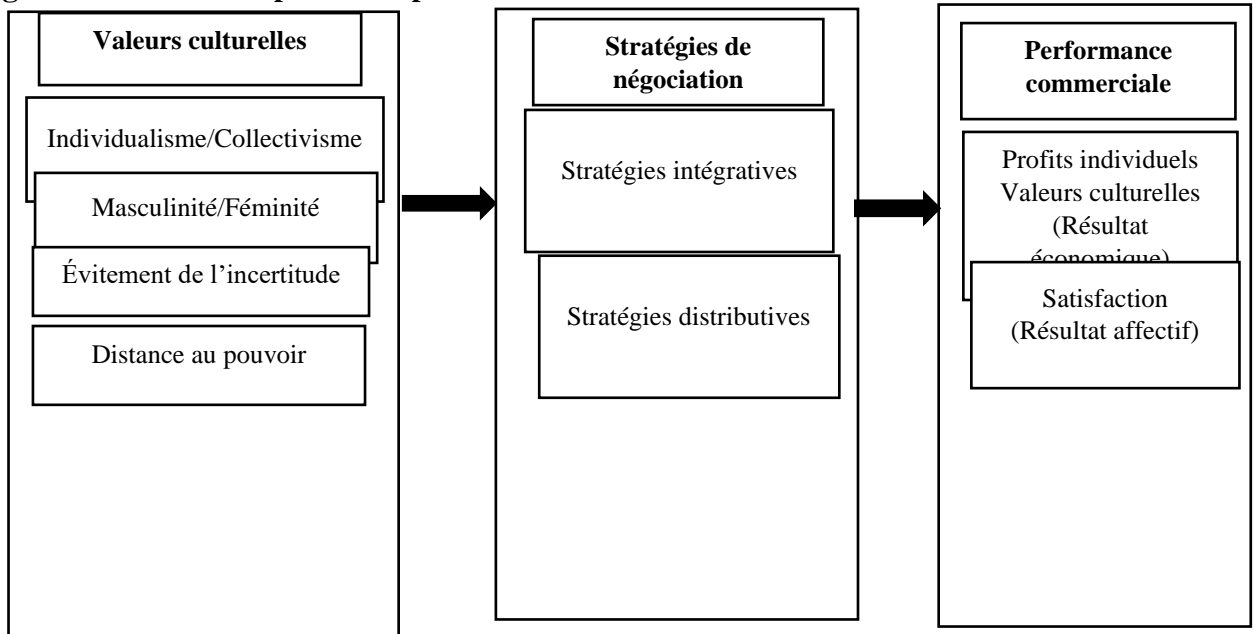 Valeurs culturelles
Individualisme/Collectivisme
Masculinité/Féminité
Évitement de l’incertitude
Distance au pouvoir
Stratégies de
négociation
Stratégies intégratives
Stratégies distributives
Performance
commerciale
Profits individuels
Valeurs culturelles
(Résultat
économique)
Satisfaction
(Résultat affectif)